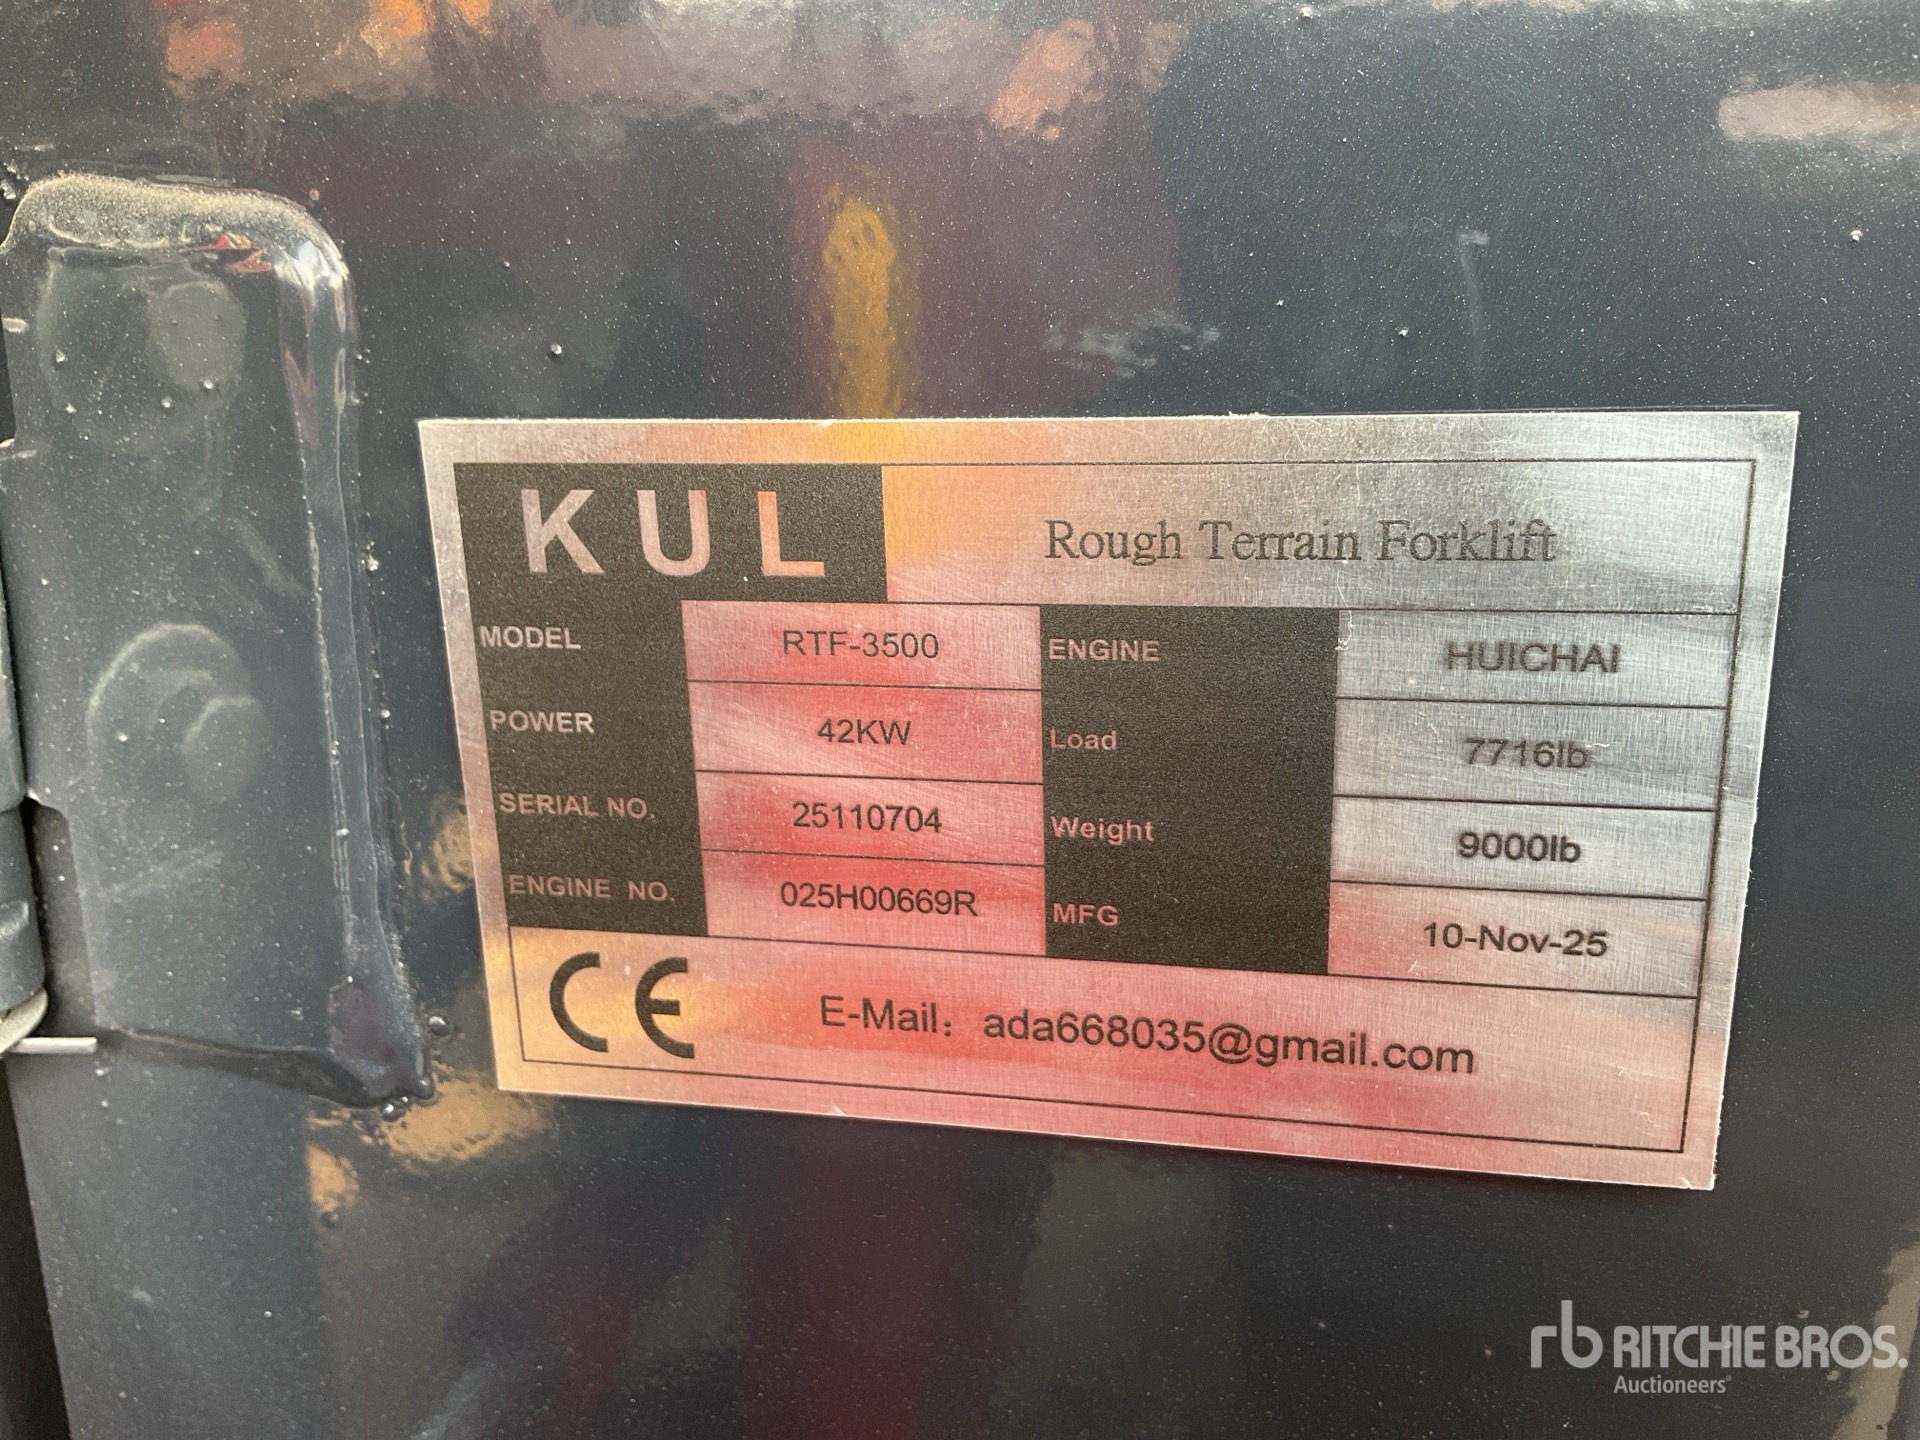 KUL Rough Terrain Forklift
MODEL RTF-3500 ENGINE HUICHAI
POWER 42KW Load 7716lb
SERIAL NO. 25110704 Weight 9000lb
ENGINE NO. 025H00669R MFG 10-Nov-25
CE E-Mail: ada668035@gmail.com
rb RITCHIE BROS.
Auctioneers